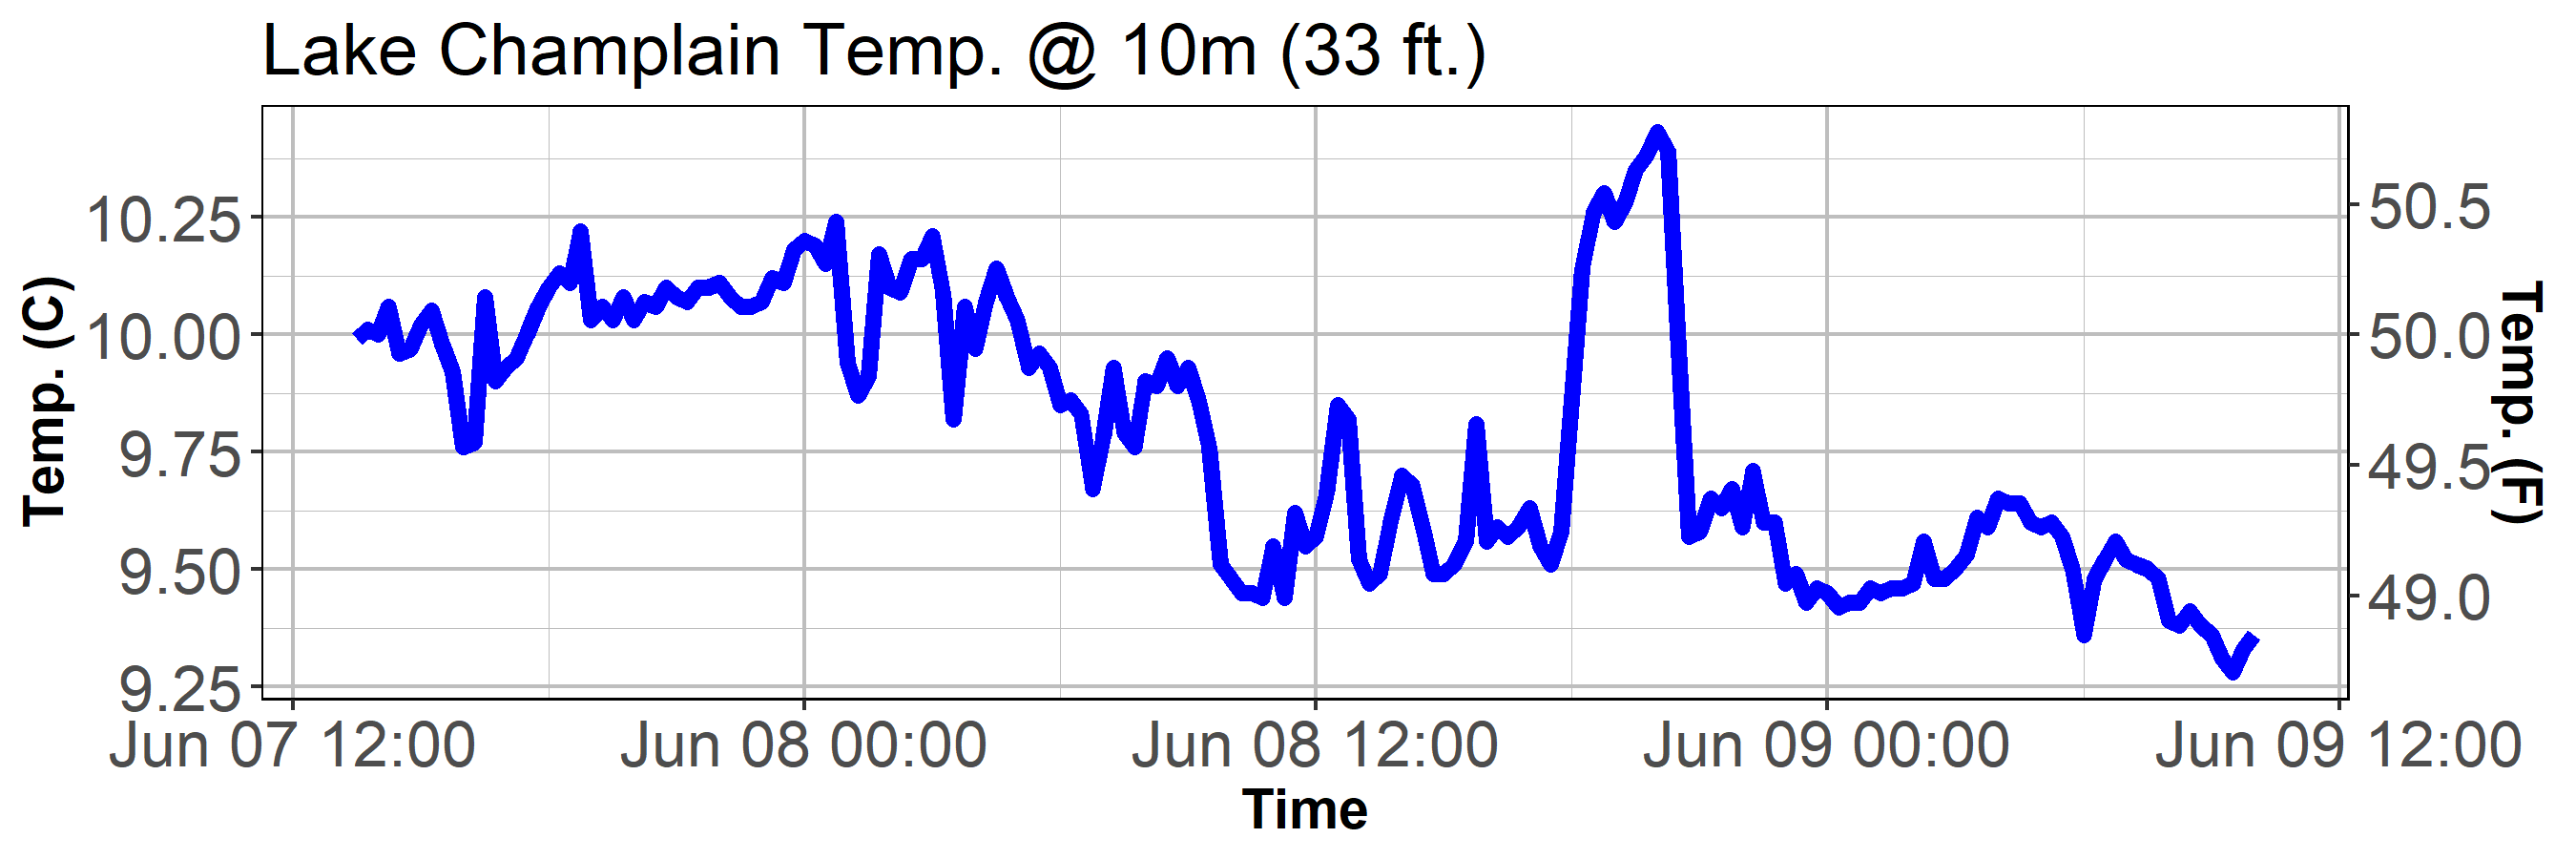 Lake Champlain Temp. @ 10m (33 ft.)
Temp. (C)
10.25
10.00
9.75
9.50
9.25
50.5
50.0
49.5
49.0
Temp. (F)
Jun 07 12:00
Jun 08 00:00
Jun 08 12:00
Jun 09 00:00
Jun 09 12:00
Time